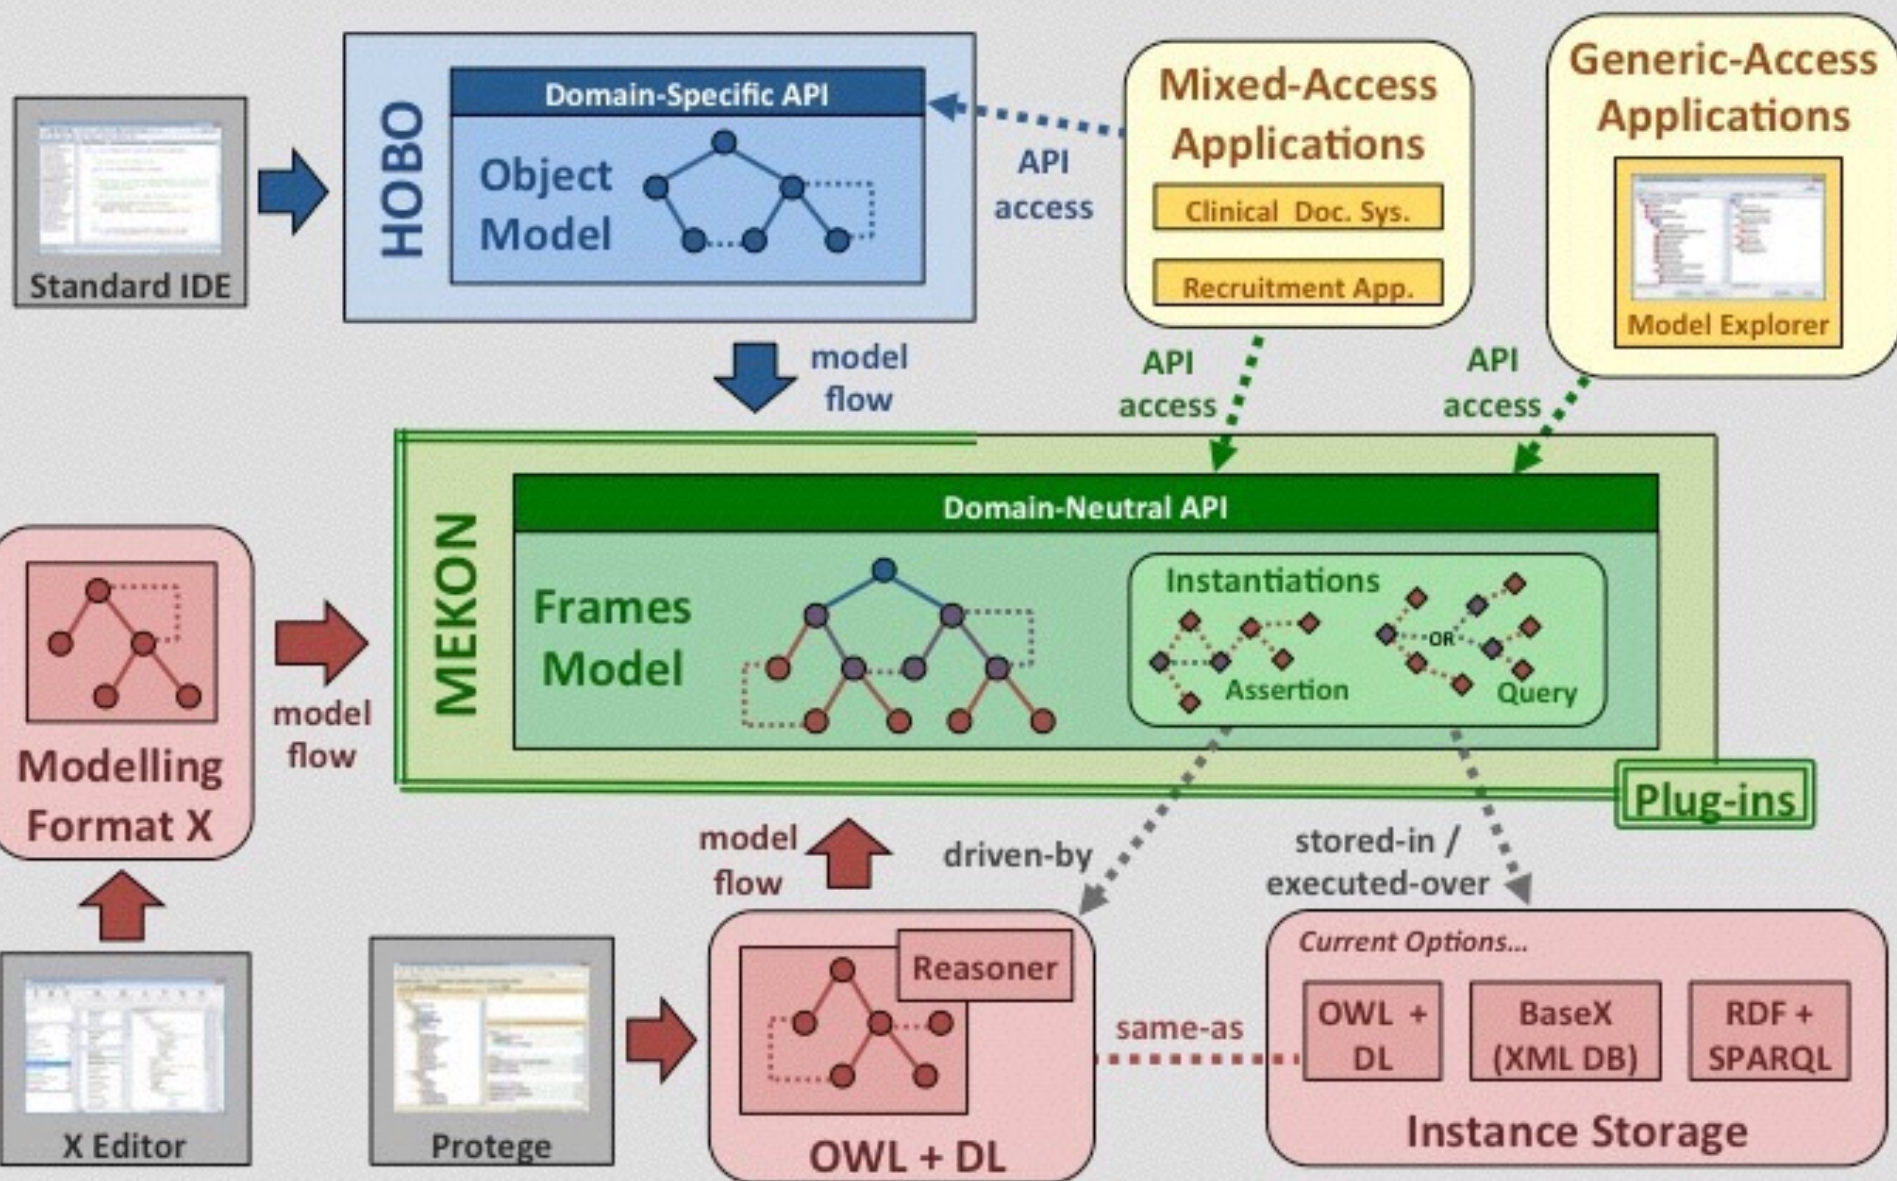 Standard IDE
HOBO
Domain-Specific API
Object
Model
API
access
Mixed-Access
Applications
Clinical Doc. Sys.
Recruitment App.
Generic-Access
Applications
Model Explorer
model
flow
API
access
API
access
MEKON
Domain-Neutral API
Frames
Model
Instantiations
Assertion
OR
Query
Plug-ins
Modelling
Format X
model
flow
X Editor
Protege
model
flow
driven-by
stored-in /
executed-over
Reasoner
OWL + DL
same-as
Current Options...
OWL +
DL
BaseX
(XML DB)
RDF +
SPARQL
Instance Storage